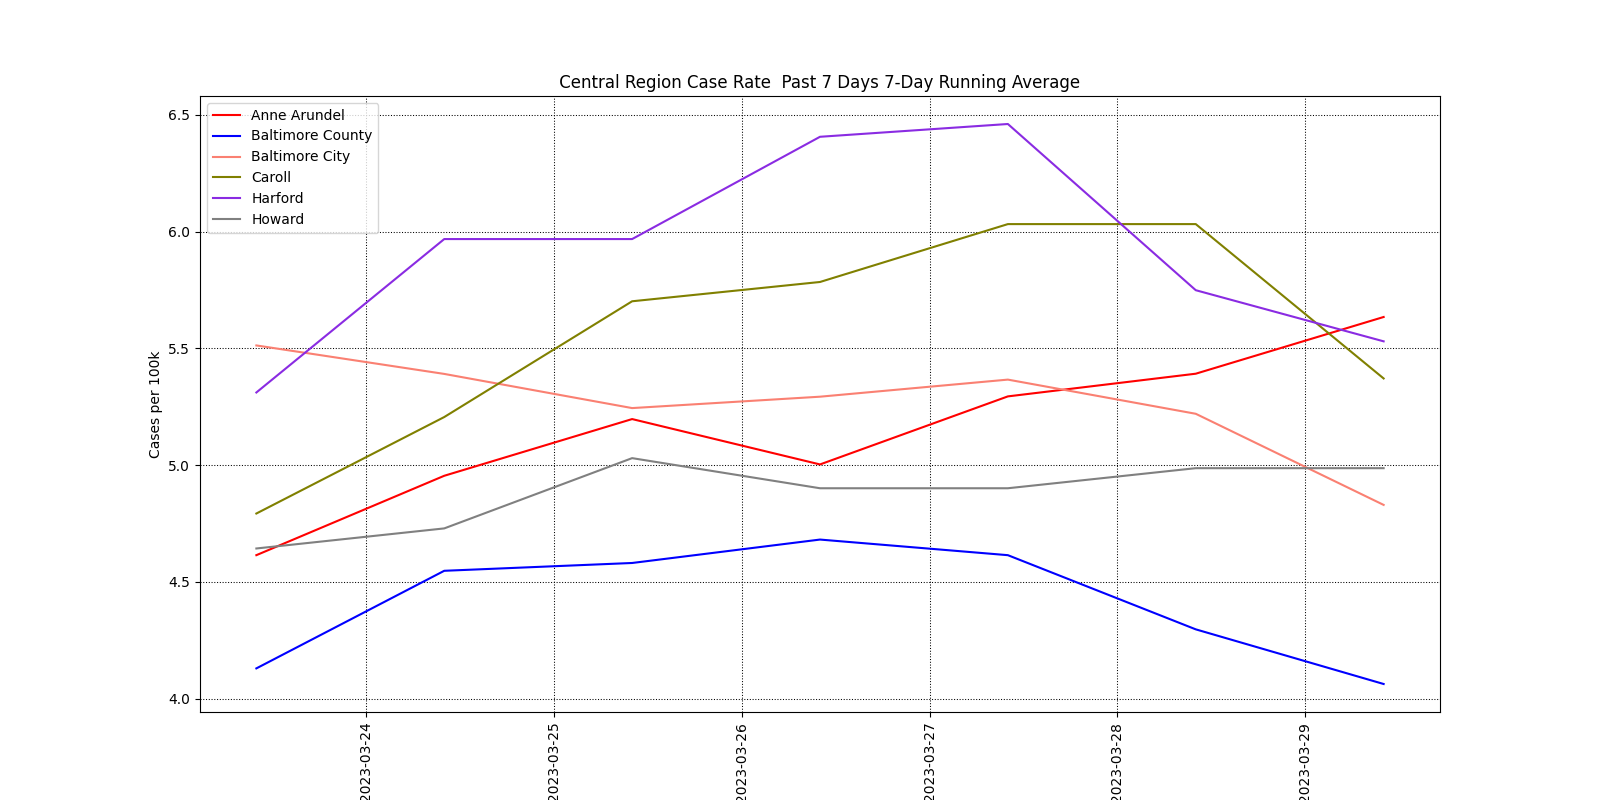 Central Region Case Rate  Past 7 Days 7-Day Running Average
Cases per 100k
6.5
6.0
5.5
5.0
4.5
4.0
Anne Arundel
Baltimore County
Baltimore City
Caroll
Harford
Howard
2023-03-24
2023-03-25
2023-03-26
2023-03-27
2023-03-28
2023-03-29